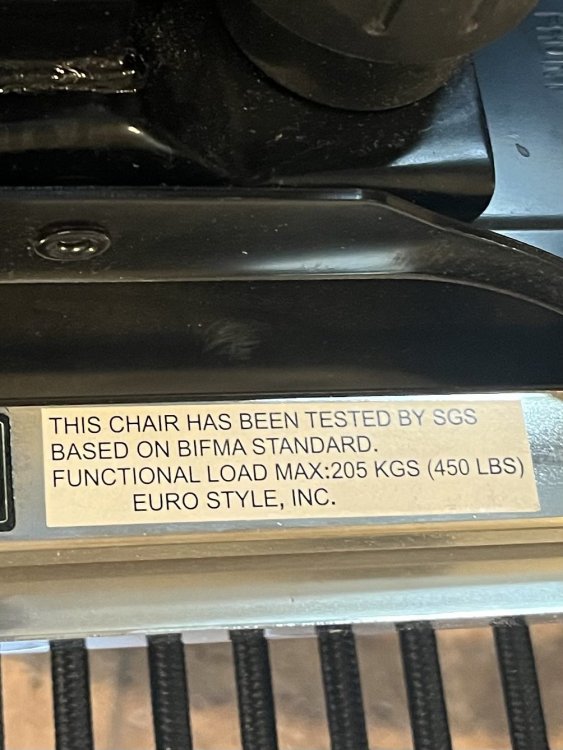 FRONT
THIS CHAIR HAS BEEN TESTED BY SGS
BASED ON BIFMA STANDARD.
FUNCTIONAL LOAD MAX:205 KGS (450 LBS)
EURO STYLE, INC.